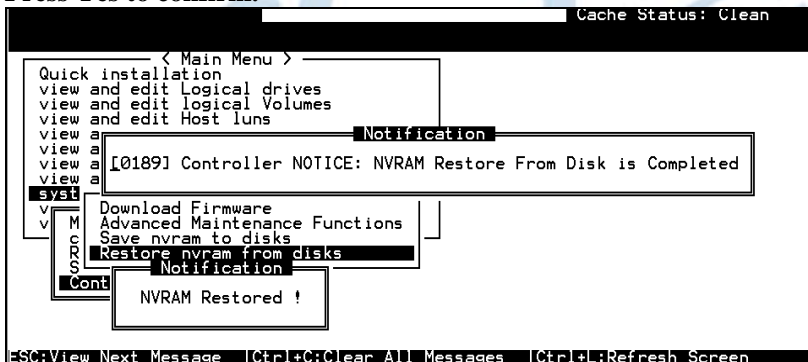 Press Yes to confirm.
Cache Status: Clean
< Main Menu >
Quick installation
view and edit Logical drives
view and edit logical Volumes
view and edit Host luns
view a
view a
view a
view a
Notification
[0189] Controller NOTICE: NVRAM Restore From Disk is Completed
syst
v
v
M
c
R
S
Cont
Download Firmware
Advanced Maintenance Functions
Save nvram to disks
Restore nvram from disks
Notification
NVRAM Restored !
ESC:View Next Message |Ctrl+C:Clear All Messages |Ctrl+L:Refresh Screen